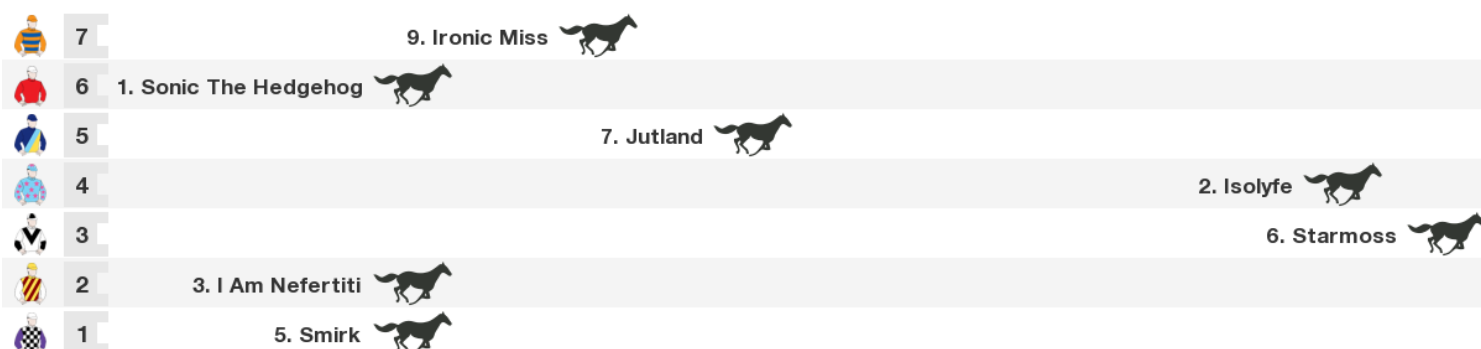 7 9. Ironic Miss
6 1. Sonic The Hedgehog
5 7. Jutland
4 2. Isolyfe
3 6. Starmoss
2 3. I Am Nefertiti
1 5. Smirk